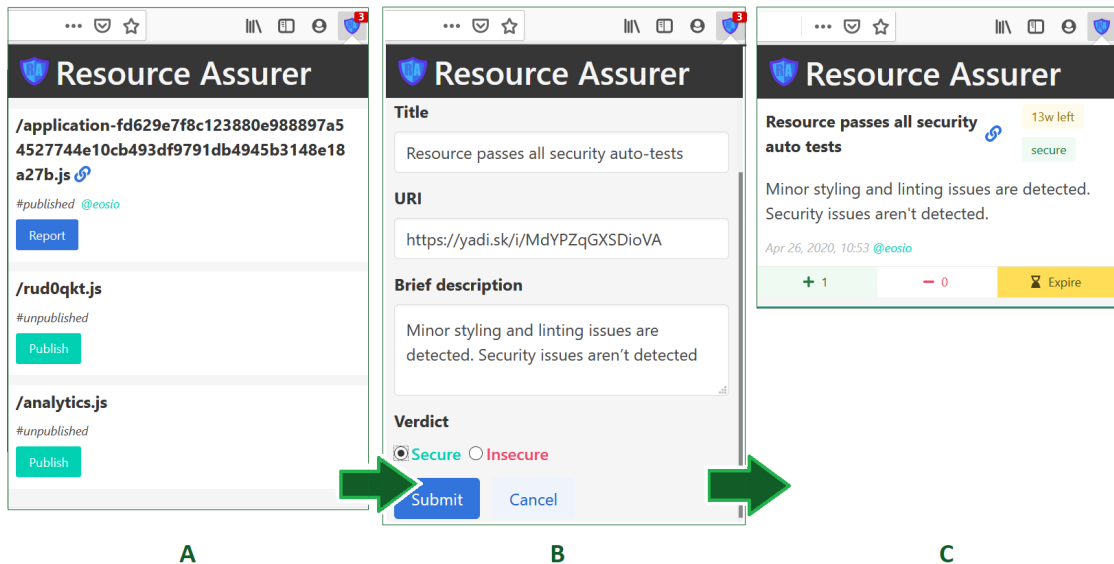 3
Resource Assurer
/application-fd629e7f8c123880e988897a5
4527744e10cb493df9791db4945b3148e18
a27b.js
#published @eosio
Report
/rud0qkt.js
#unpublished
Publish
/analytics.js
#unpublished
Publish
A
3
Resource Assurer
Title
Resource passes all security auto-tests
URI
https://yadi.sk/i/MdYPZqGXSDioVA
Brief description
Minor styling and linting issues are
detected. Security issues aren’t detected
Verdict
Secure Insecure
Submit Cancel
B
Resource Assurer
Resource passes all security
auto tests
13w left
secure
Minor styling and linting issues are detected.
Security issues aren't detected.
Apr 26, 2020, 10:53 @eosio
+ 1 − 0 Expire
C